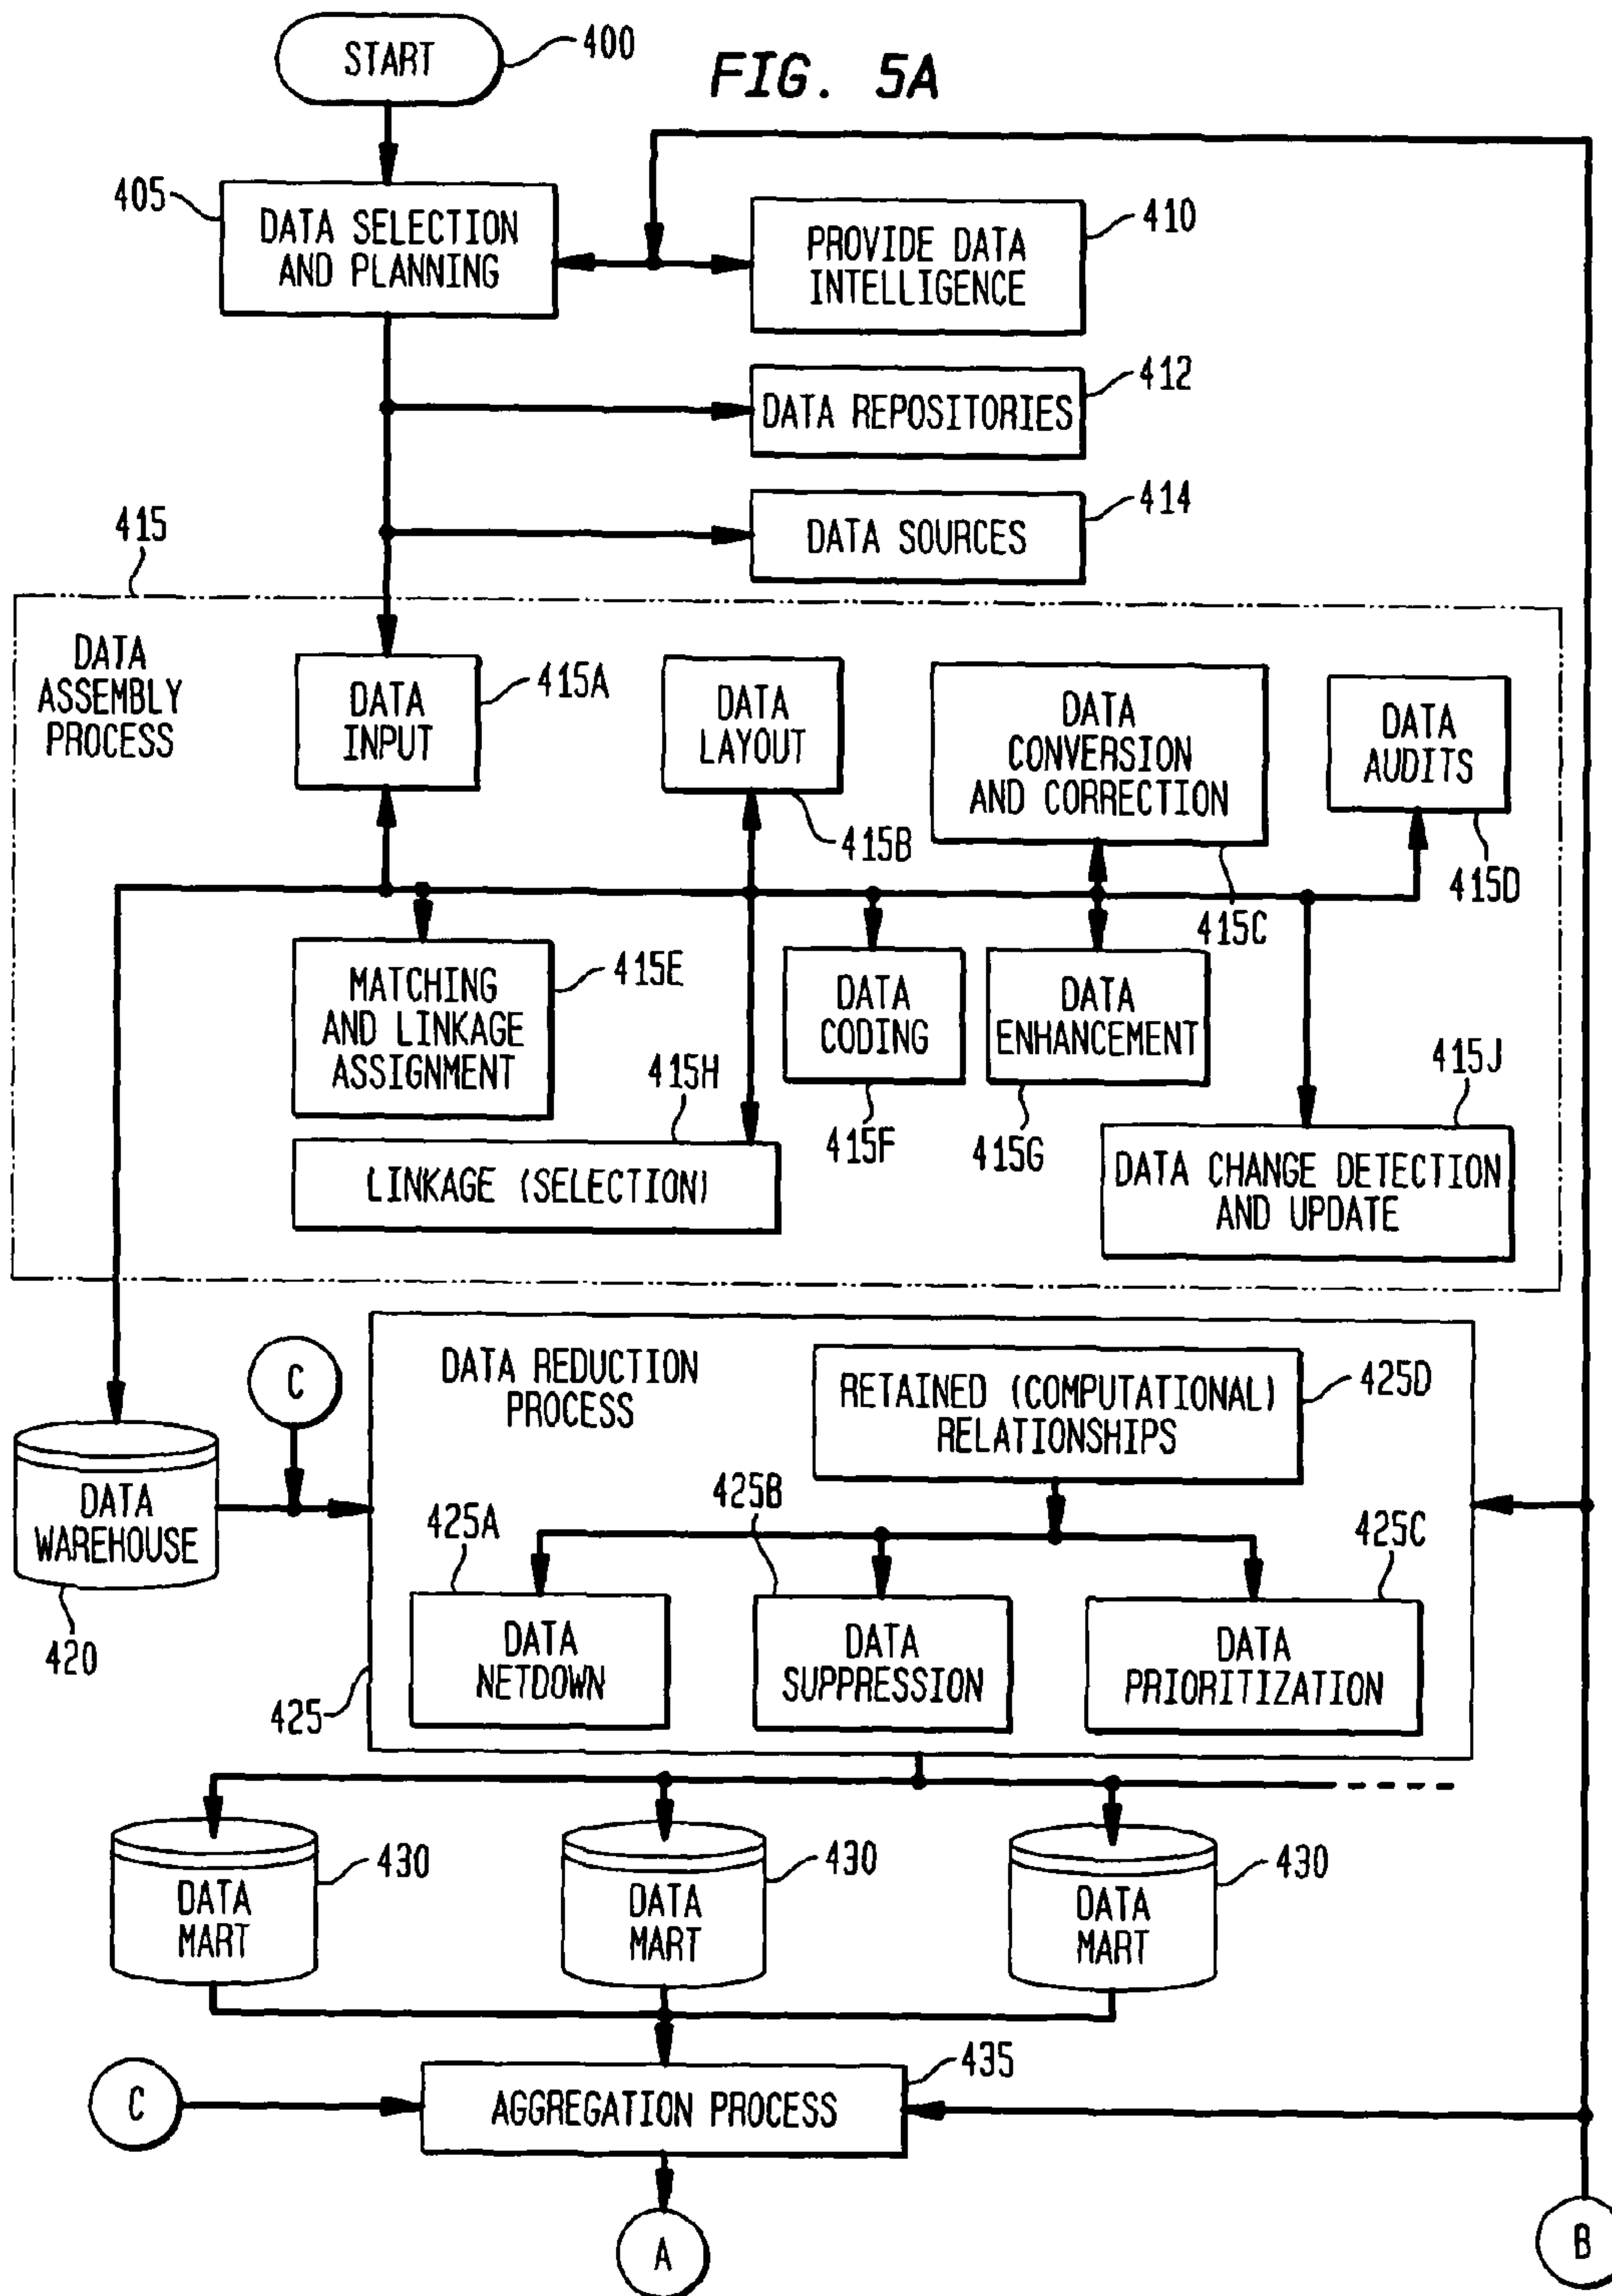 START
400
FIG. 5A
405
DATA SELECTION
AND PLANNING
PROVIDE DATA
INTELLIGENCE
410
412
DATA REPOSITORIES
414
DATA SOURCES
415
DATA
ASSEMBLY
PROCESS
DATA
INPUT
415A
DATA
LAYOUT
415B
DATA
CONVERSION
AND CORRECTION
415C
DATA
AUDITS
415D
MATCHING
AND LINKAGE
ASSIGNMENT
415E
415H
LINKAGE (SELECTION)
DATA
CODING
415F
DATA
ENHANCEMENT
415G
415J
DATA CHANGE DETECTION
AND UPDATE
C
DATA
WAREHOUSE
420
DATA REDUCTION
PROCESS
RETAINED (COMPUTATIONAL)
RELATIONSHIPS
425D
425A
DATA
NETDOWN
425B
DATA
SUPPRESSION
425C
DATA
PRIORITIZATION
425
DATA
MART
430
DATA
MART
430
DATA
MART
430
C
AGGREGATION PROCESS
435
A
B